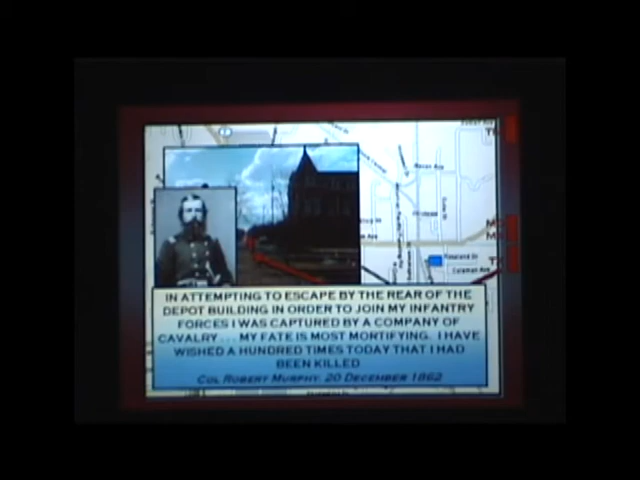 IN ATTEMPTING TO ESCAPE BY THE REAR OF THE
DEPOT BUILDING IN ORDER TO JOIN MY INFANTRY
FORCES I WAS CAPTURED BY A COMPANY OF
CAVALRY . . . MY FATE IS MOST MORTIFYING. I HAVE
WISHED A HUNDRED TIMES TODAY THAT I HAD
BEEN KILLED
COL ROBERT MURPHY, 20 DECEMBER 1862